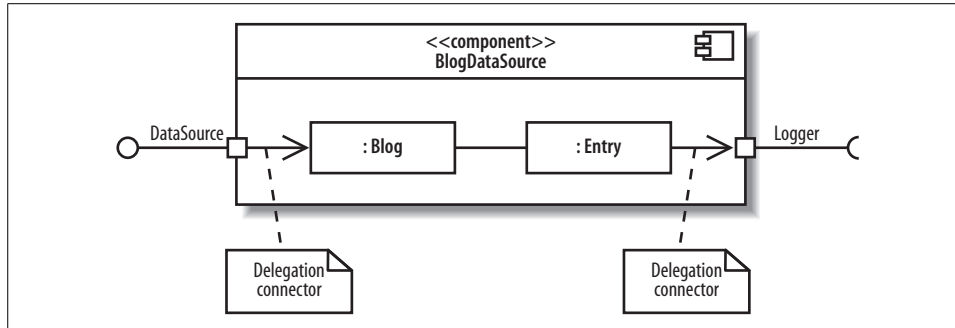 <<component>>
BlogDataSource
DataSource
: Blog
: Entry
Logger
Delegation
connector
Delegation
connector